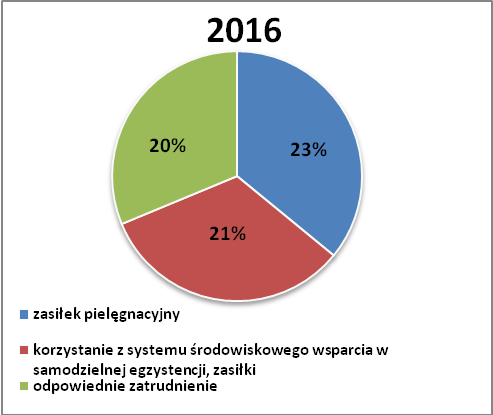 2016
20%
23%
21%
zasiłek pielęgnacyjny
korzystanie z systemu środowiskowego wsparcia w
samodzielnej egzystencji, zasiłki
odpowiednie zatrudnienie